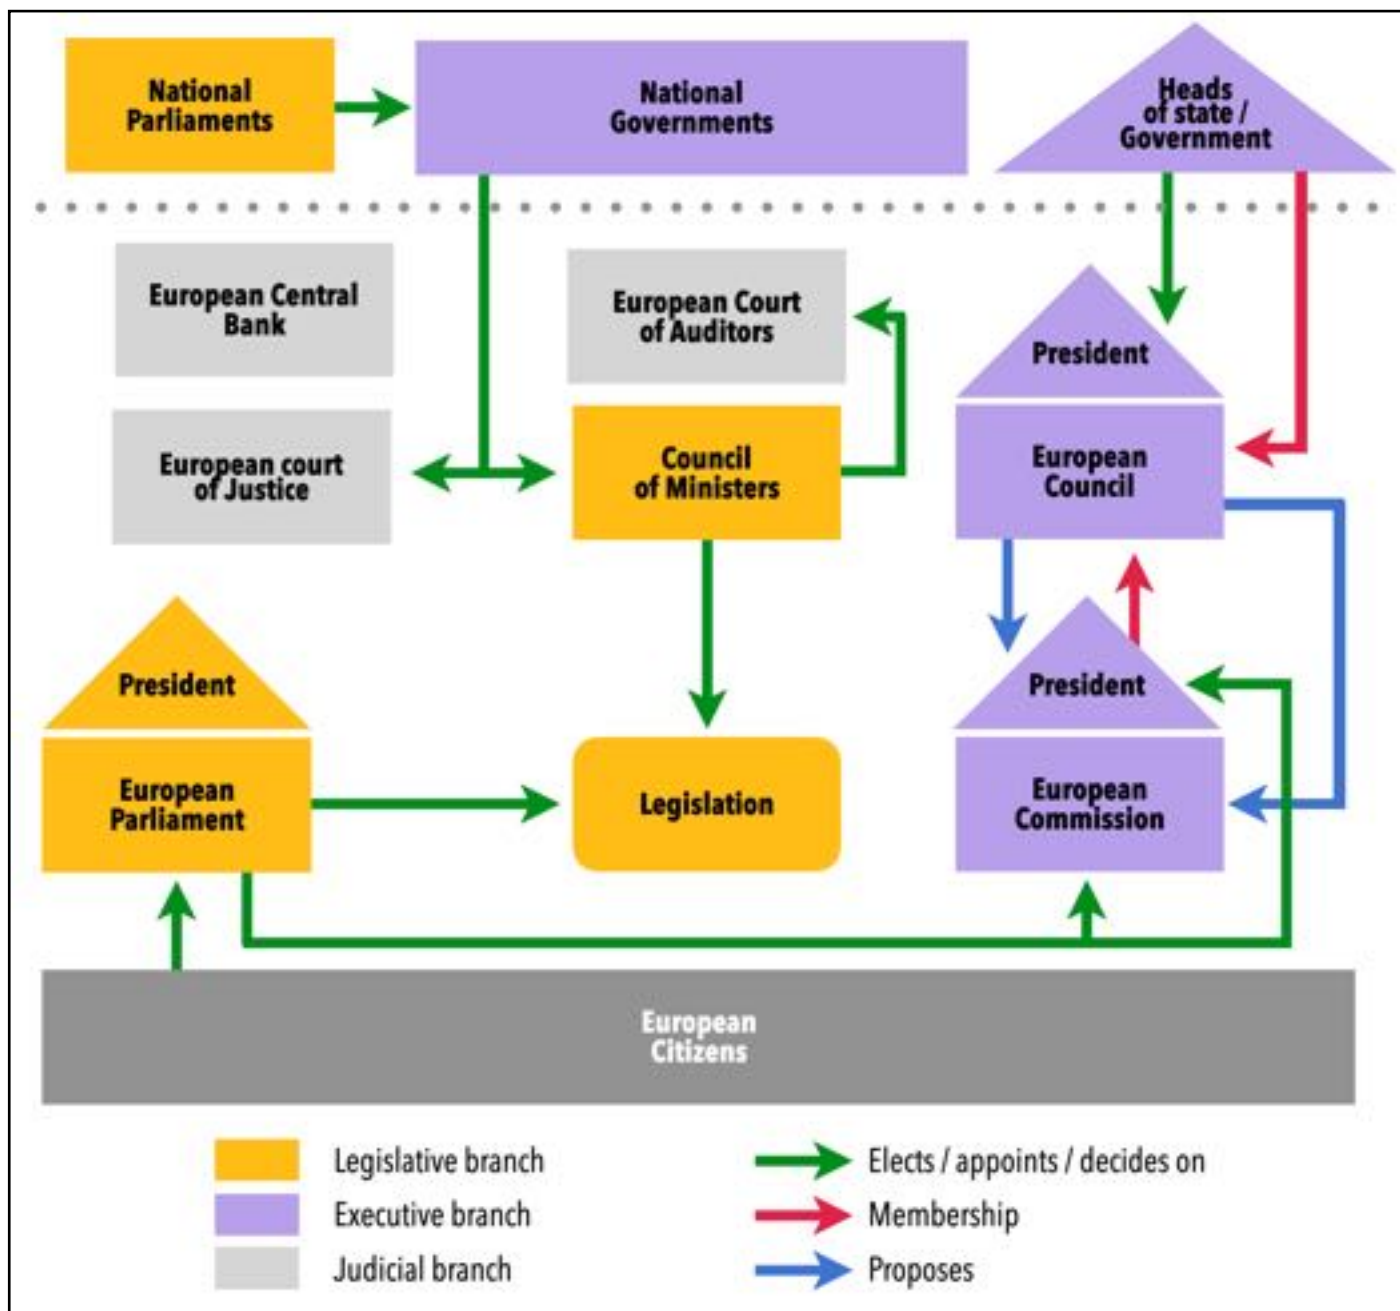 National
Parliaments
National
Governments
Heads
of state /
Government
European Central
Bank
European Court
of Auditors
President
European court
of Justice
Council
of Ministers
European
Council
President
President
European
Parliament
Legislation
European
Commission
European
Citizens
Legislative branch
Elects / appoints / decides on
Executive branch
Membership
Judicial branch
Proposes